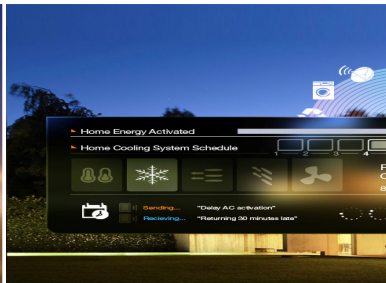 Home Energy Activated
Home Cooling System Schedule
1 2 3 4
Sending... "Delay AC activation"
Recieving... "Returning 30 minutes late"